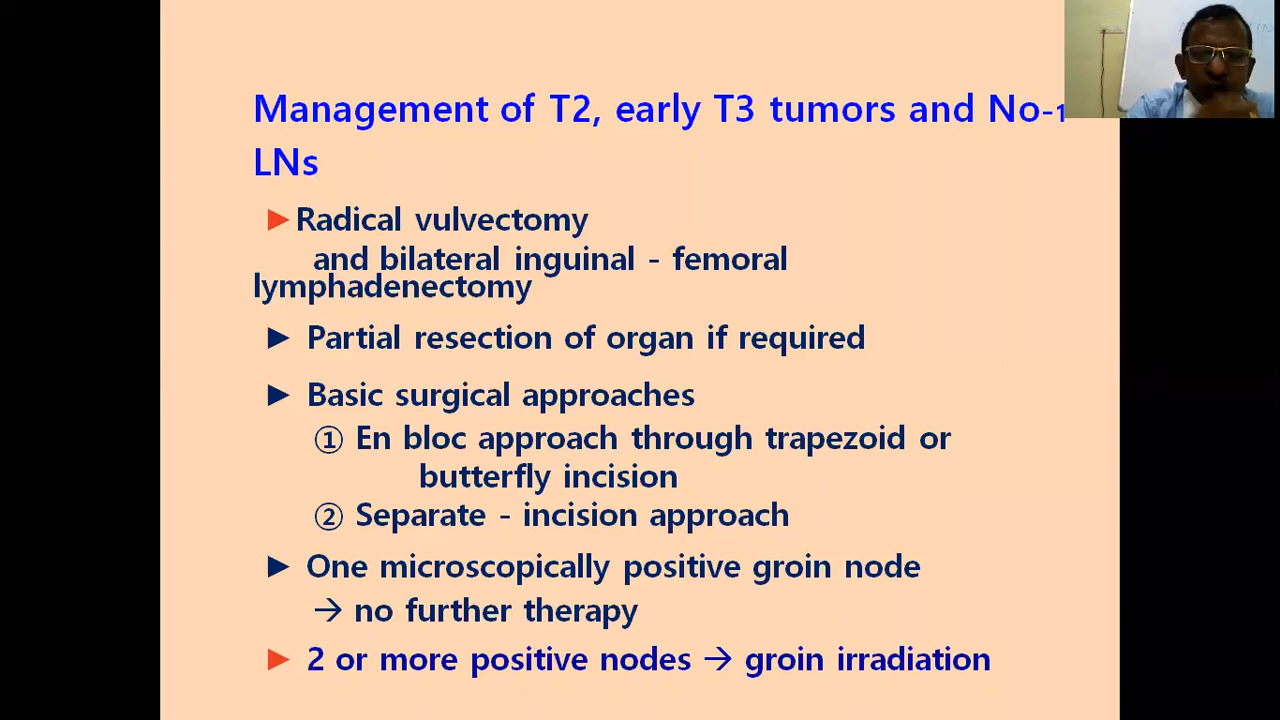 Management of T2, early T3 tumors and No-1
LNs
►Radical vulvectomy
and bilateral inguinal - femoral
lymphadenectomy
► Partial resection of organ if required
► Basic surgical approaches
① En bloc approach through trapezoid or
butterfly incision
② Separate - incision approach
► One microscopically positive groin node
→ no further therapy
► 2 or more positive nodes → groin irradiation